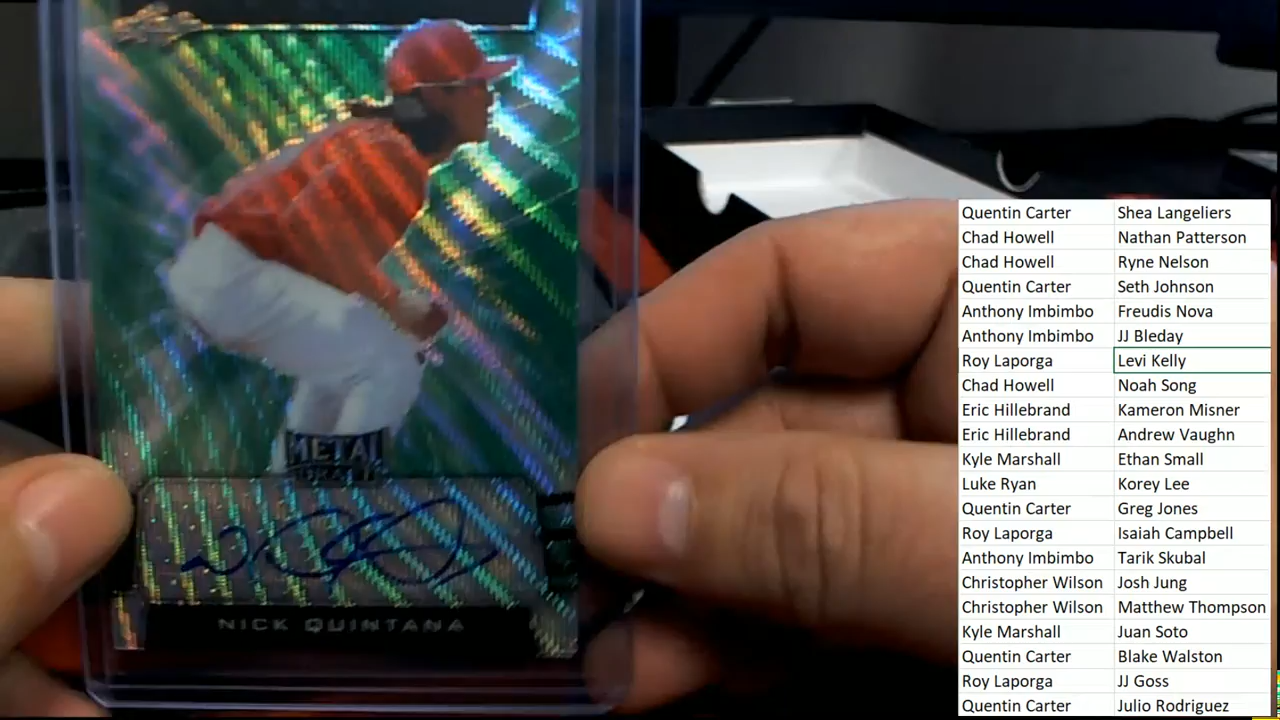 METAL
DRAFT
NICK QUINTANA
Quentin Carter Shea Langeliers
Chad Howell Nathan Patterson
Chad Howell Ryne Nelson
Quentin Carter Seth Johnson
Anthony Imbimbo Freudis Nova
Anthony Imbimbo JJ Bleday
Roy Laporga Levi Kelly
Chad Howell Noah Song
Eric Hillebrand Kameron Misner
Eric Hillebrand Andrew Vaughn
Kyle Marshall Ethan Small
Luke Ryan Korey Lee
Quentin Carter Greg Jones
Roy Laporga Isaiah Campbell
Anthony Imbimbo Tarik Skubal
Christopher Wilson Josh Jung
Christopher Wilson Matthew Thompson
Kyle Marshall Juan Soto
Quentin Carter Blake Walston
Roy Laporga JJ Goss
Quentin Carter Julio Rodriguez